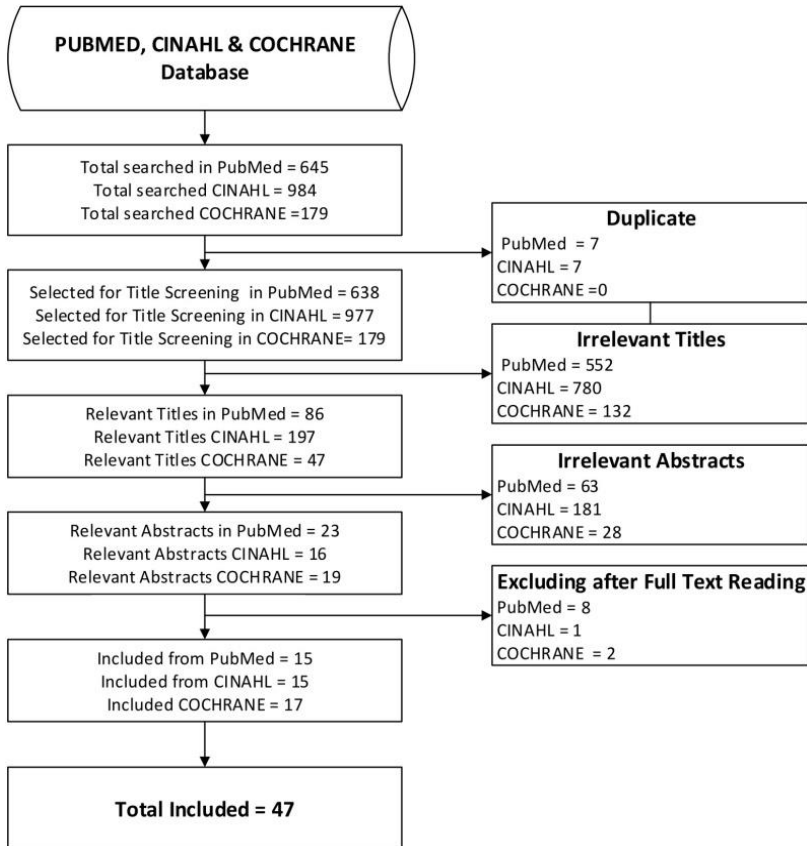 PUBMED, CINAHL & COCHRANE
Database
Total searched in PubMed = 645
Total searched CINAHL = 984
Total searched COCHRANE =179
Duplicate
PubMed = 7
CINAHL = 7
COCHRANE =0
Selected for Title Screening in PubMed = 638
Selected for Title Screening in CINAHL = 977
Selected for Title Screening in COCHRANE= 179
Irrelevant Titles
PubMed = 552
CINAHL = 780
COCHRANE = 132
Relevant Titles in PubMed = 86
Relevant Titles CINAHL = 197
Relevant Titles COCHRANE = 47
Irrelevant Abstracts
PubMed = 63
CINAHL = 181
COCHRANE = 28
Relevant Abstracts in PubMed = 23
Relevant Abstracts CINAHL = 16
Relevant Abstracts COCHRANE = 19
Excluding after Full Text Reading
PubMed = 8
CINAHL = 1
COCHRANE = 2
Included from PubMed = 15
Included from CINAHL = 15
Included COCHRANE = 17
Total Included = 47